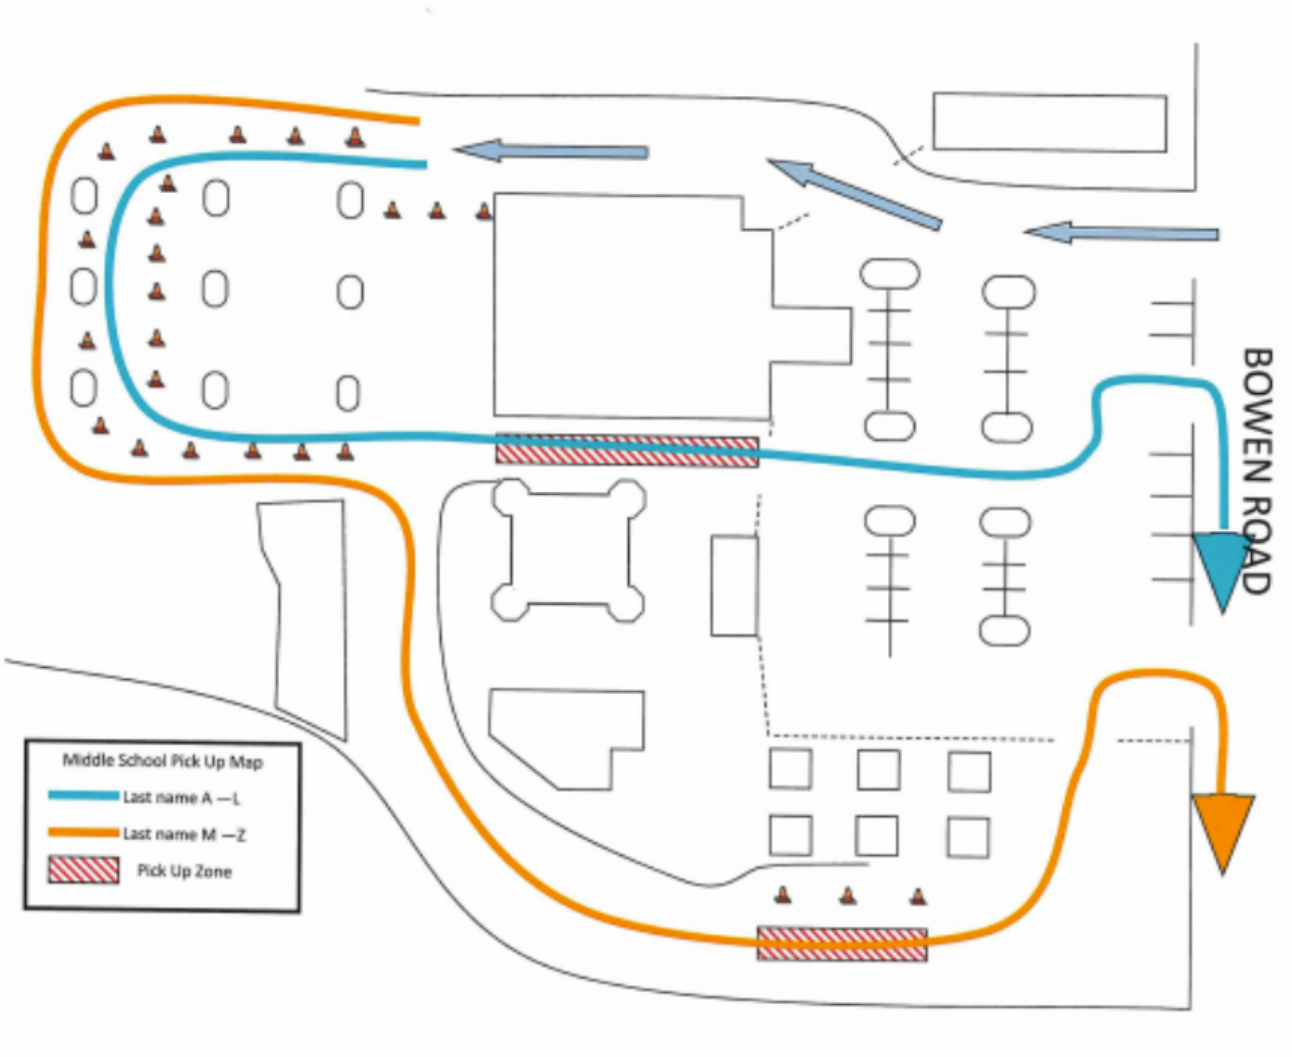 BOWEN ROAD
Middle School Pick Up Map
Last name A —L
Last name M —Z
Pick Up Zone